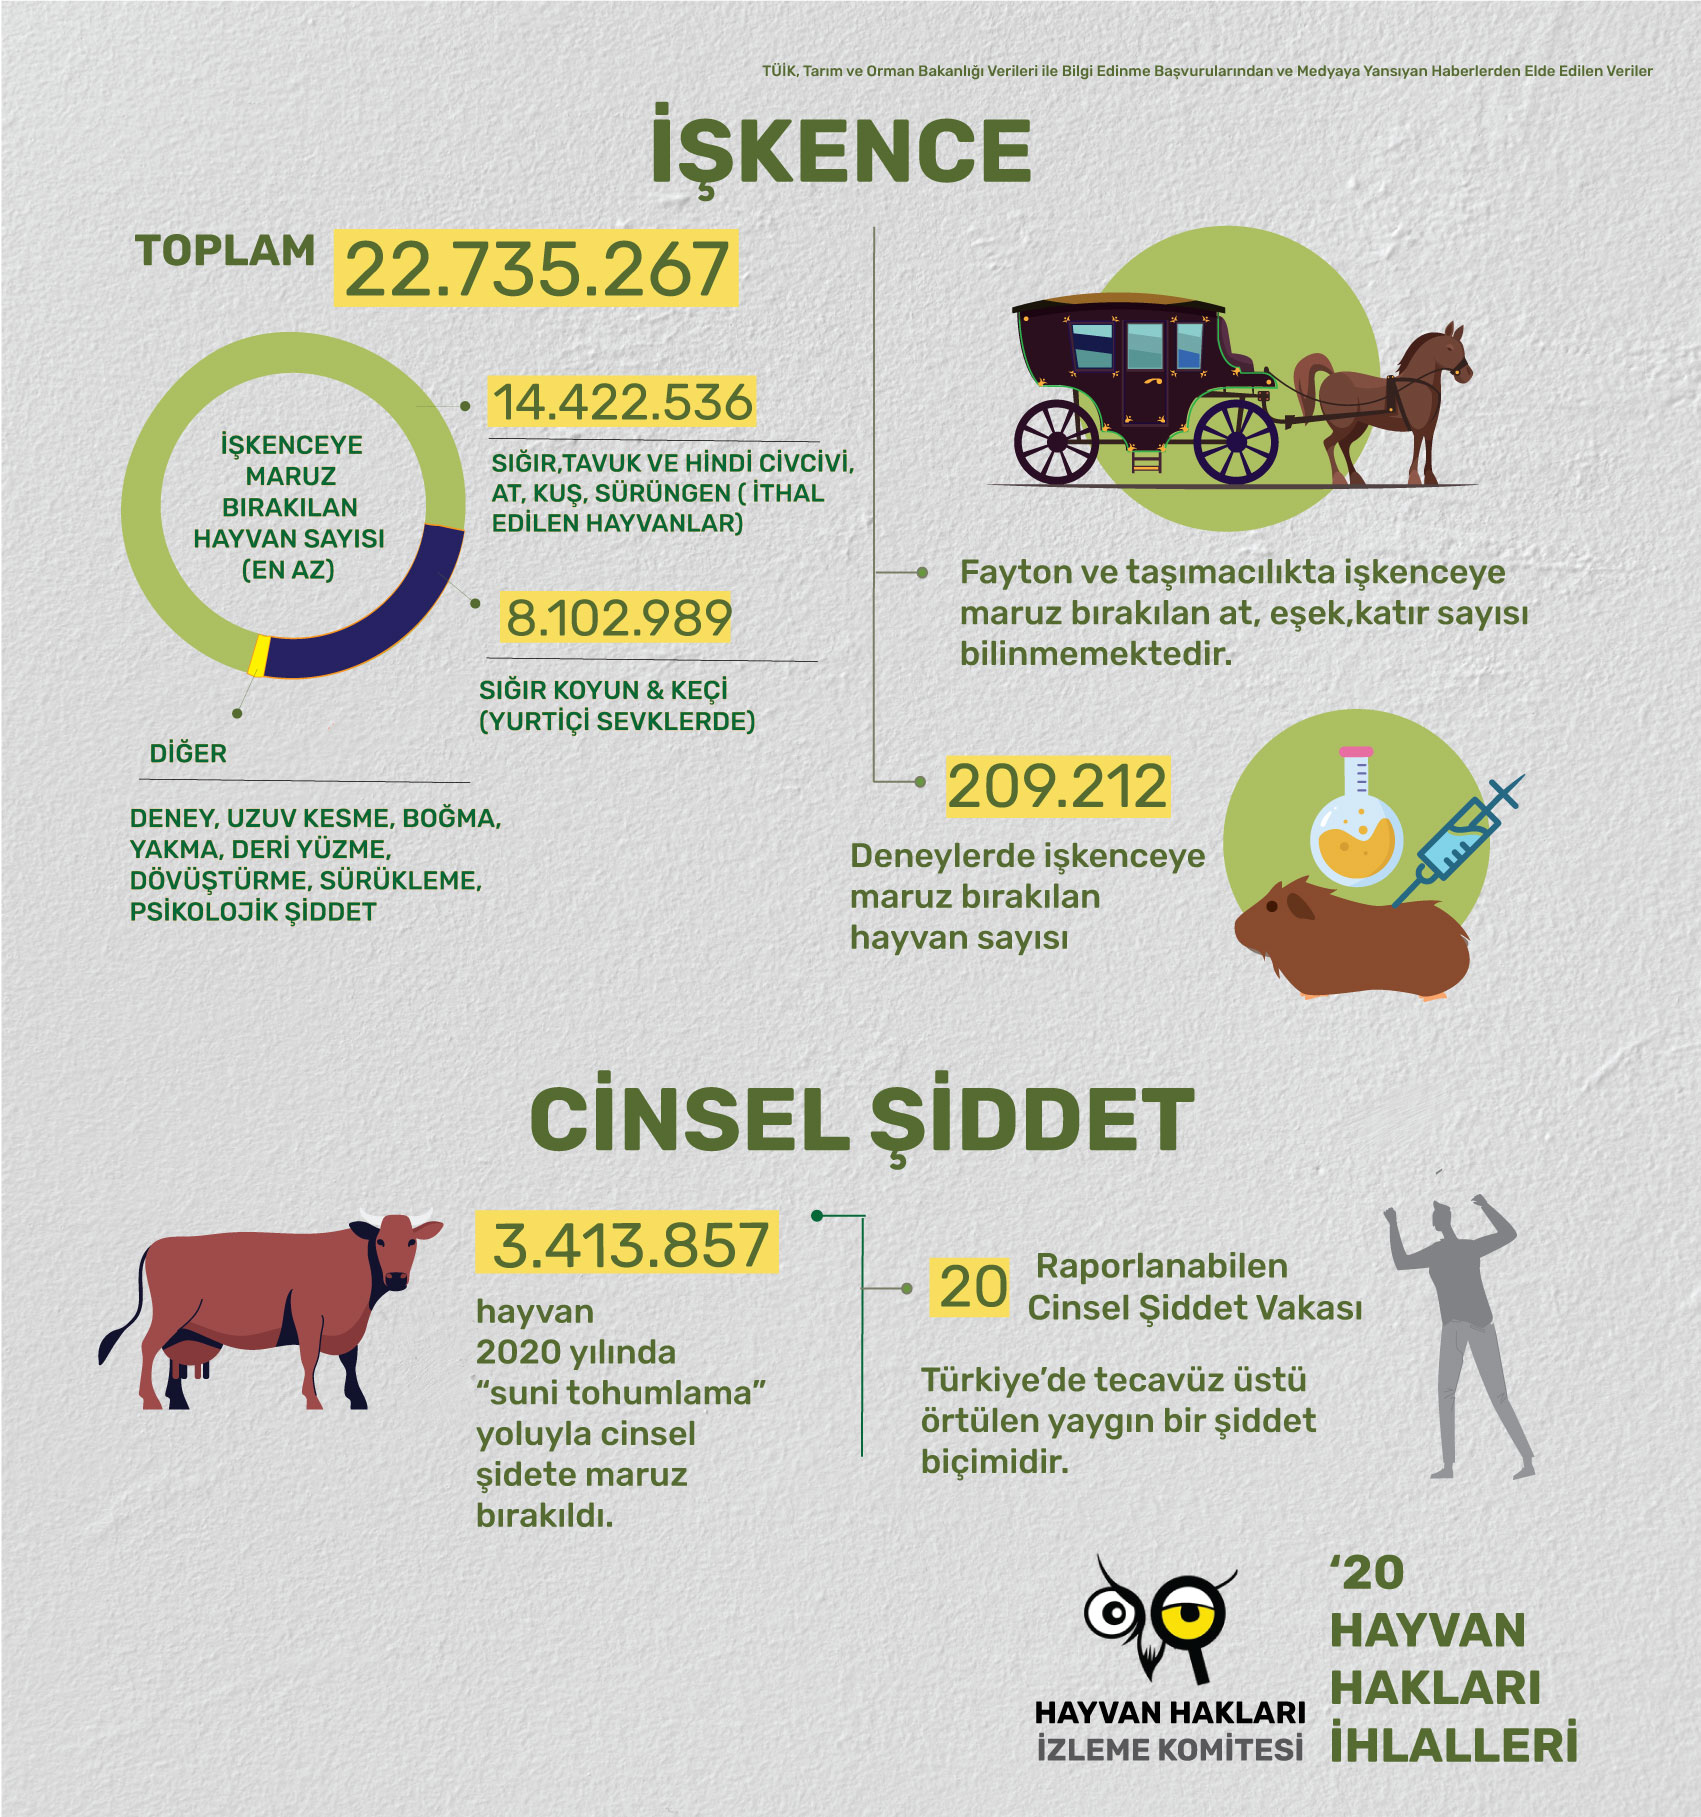 TÜİK, Tarım ve Orman Bakanlığı Verileri ile Bilgi Edinme Başvurularından ve Medyaya Yansıyan Haberlerden Elde Edilen Veriler
İŞKENCE
TOPLAM 22.735.267
İŞKENCEYE
MARUZ
BIRAKILAN
HAYVAN SAYISI
(EN AZ)
14.422.536
SIĞIR,TAVUK VE HİNDİ CİVCİVİ,
AT, KUŞ, SÜRÜNGEN ( İTHAL
EDİLEN HAYVANLAR)
8.102.989
SIĞIR KOYUN & KEÇİ
(YURTİÇİ SEVKLERDE)
DİĞER
DENEY, UZUV KESME, BOĞMA,
YAKMA, DERİ YÜZME,
DÖVÜŞTÜRME, SÜRÜKLEME,
PSİKOLOJİK ŞİDDET
Fayton ve taşımacılıkta işkenceye
maruz bırakılan at, eşek,katır sayısı
bilinmemektedir.
209.212
Deneylerde işkenceye
maruz bırakılan
hayvan sayısı
CİNSEL ŞİDDET
3.413.857
hayvan
2020 yılında
“suni tohumlama”
yoluyla cinsel
şidete maruz
bırakıldı.
20 Raporlanabilen
Cinsel Şiddet Vakası
Türkiye’de tecavüz üstü
örtülen yaygın bir şiddet
biçimidir.
HAYVAN HAKLARI
İZLEME KOMİTESİ
‘20
HAYVAN
HAKLARI
İHLALLERİ